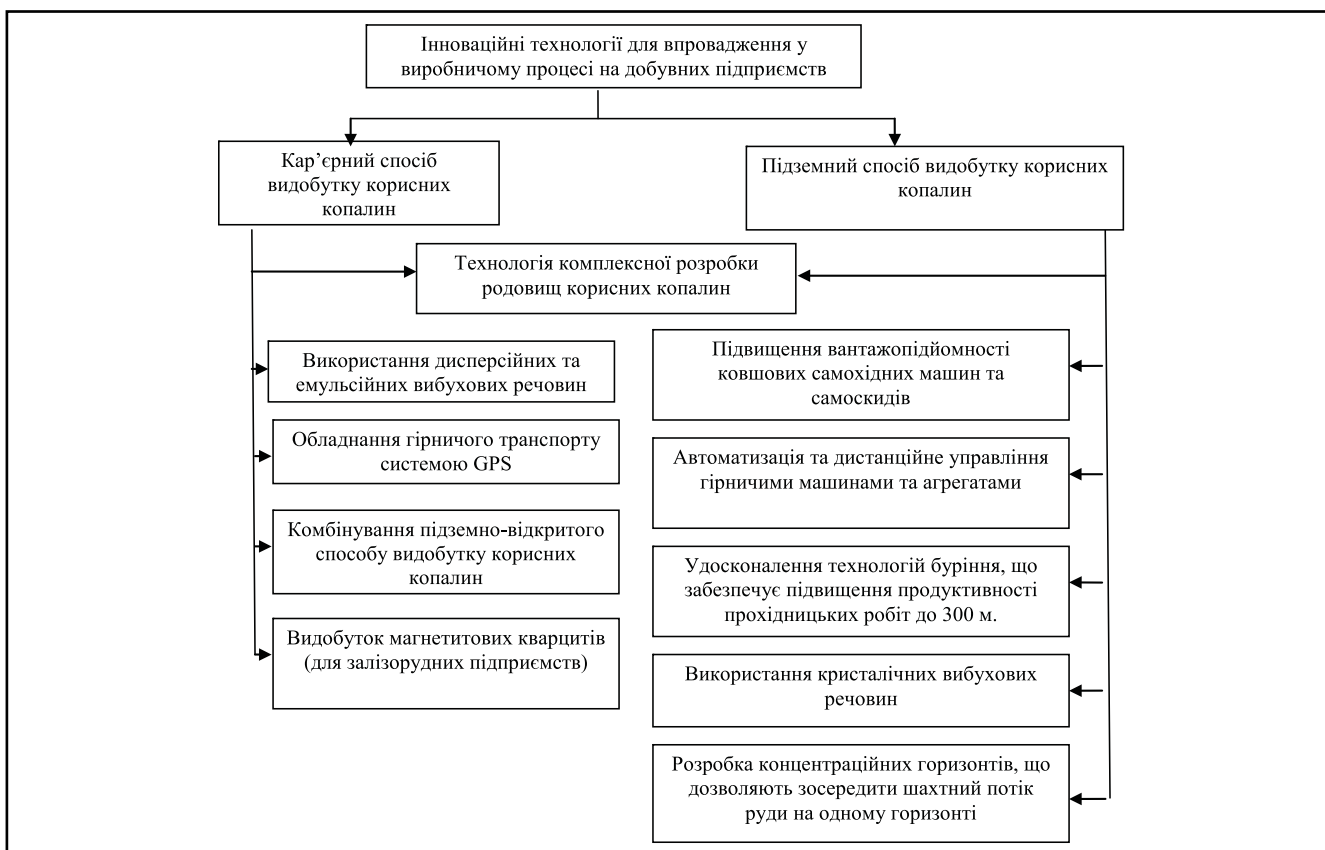 Інноваційні технології для впровадження у
виробничому процесі на добувних підприємств
Кар’єрний спосіб
видобутку корисних
копалин
Підземний спосіб видобутку корисних
копалин
Технологія комплексної розробки
родовищ корисних копалин
Використання дисперсійних та
емульсійних вибухових речовин
Обладнання гірничого транспорту
системою GPS
Комбінування підземно-відкритого
способу видобутку корисних
копалин
Видобуток магнетитових кварцитів
(для залізорудних підприємств)
Підвищення вантажопідйомності
ковшових самохідних машин та
самоскидів
Автоматизація та дистанційне управління
гірничими машинами та агрегатами
Удосконалення технологій буріння, що
забезпечує підвищення продуктивності
прохідницьких робіт до 300 м.
Використання кристалічних вибухових
речовин
Розробка концентраційних горизонтів, що
дозволяють зосередити шахтний потік
руди на одному горизонті